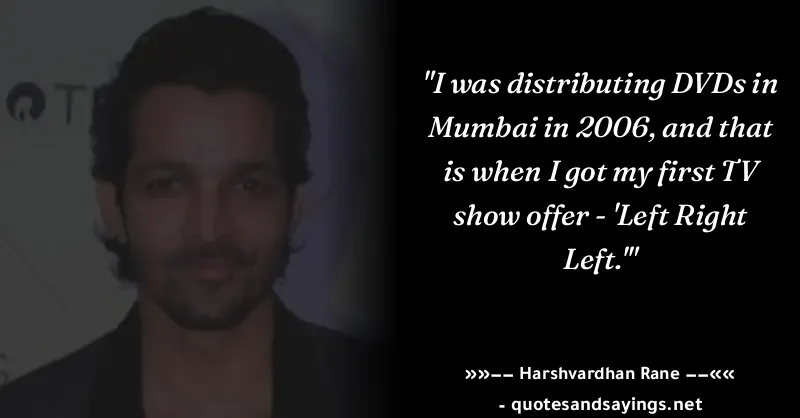 "I was distributing DVDs in
Mumbai in 2006, and that
is when I got my first TV
show offer - 'Left Right
Left.'"
»»−− Harshvardhan Rane −−««
- quotesandsayings.net